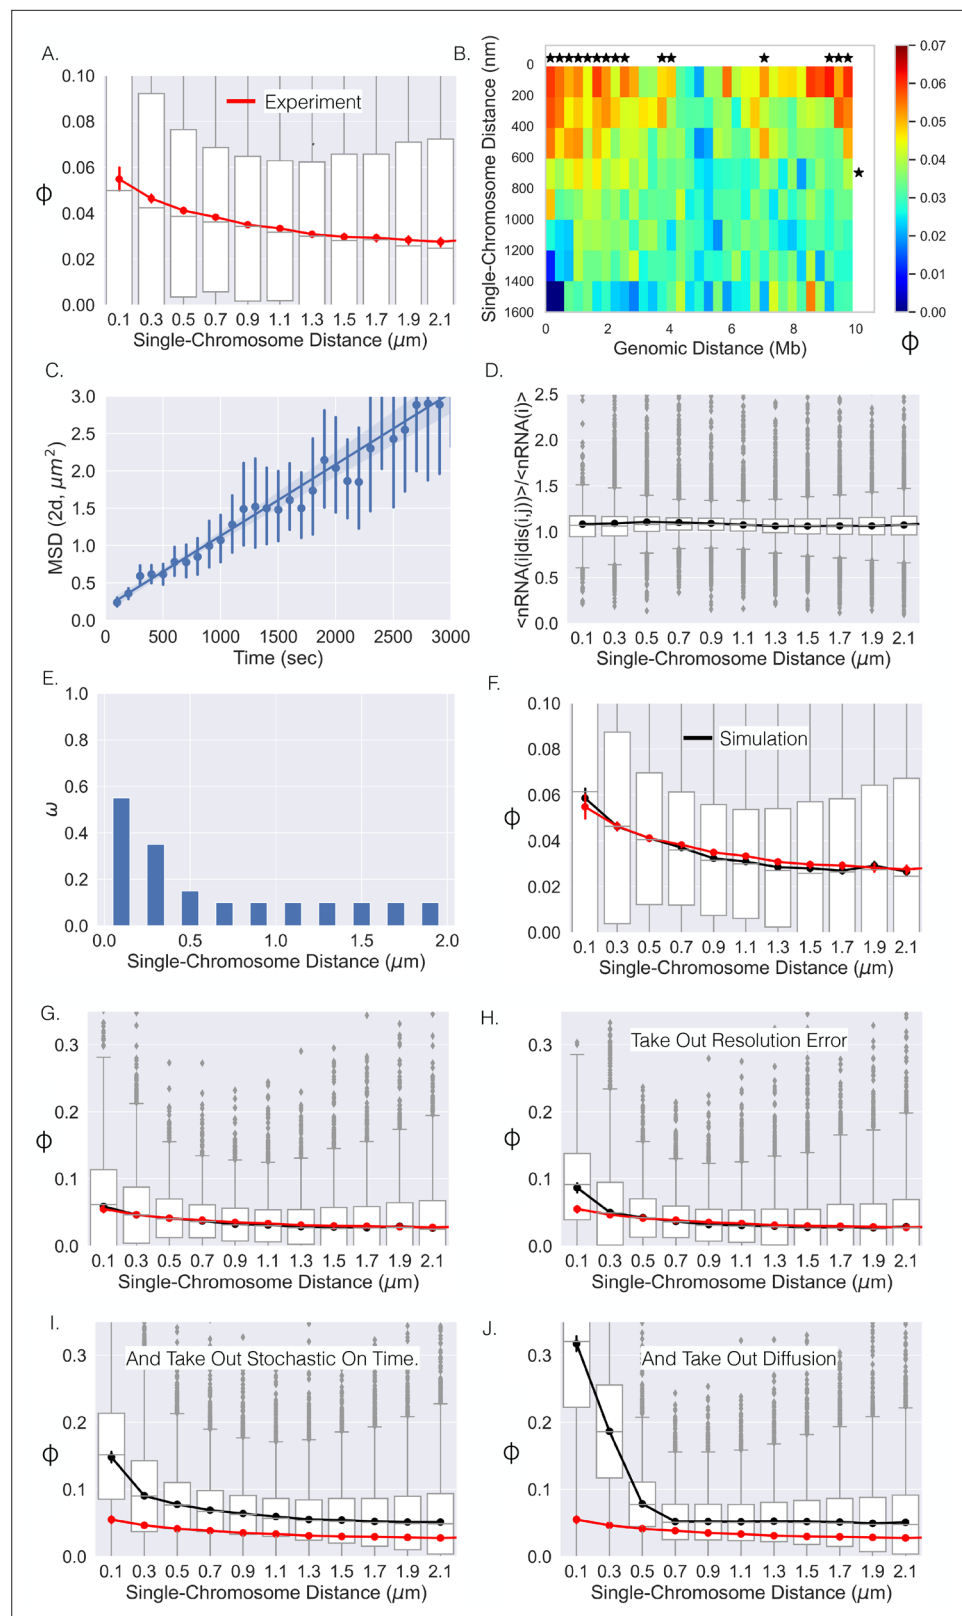 A.
0.10
0.08
0.06
0.04
0.02
0.00
ϕ
Experiment
0.1 0.3 0.5 0.7 0.9 1.1 1.3 1.5 1.7 1.9 2.1
Single-Chromosome Distance (μm)
B.
Single-Chromosome Distance (nm)
0
200
400
600
800
1000
1200
1400
1600
0 2 4 6 8 10
Genomic Distance (Mb)
0.07
0.06
0.05
0.04
0.03
0.02
0.01
0.00
ϕ
C.
MSD (2d, μm²)
3.0
2.5
2.0
1.5
1.0
0.5
0.0
0 500 1000 1500 2000 2500 3000
Time (sec)
D.
<nRNA(i|dis(i,j))>/<nRNA(i)>
2.5
2.0
1.5
1.0
0.5
0.0
0.1 0.3 0.5 0.7 0.9 1.1 1.3 1.5 1.7 1.9 2.1
Single-Chromosome Distance (μm)
E.
ω
1.0
0.8
0.6
0.4
0.2
0.0
0.0 0.5 1.0 1.5 2.0
Single-Chromosome Distance (μm)
F.
0.10
0.08
0.06
0.04
0.02
0.00
ϕ
Simulation
0.1 0.3 0.5 0.7 0.9 1.1 1.3 1.5 1.7 1.9 2.1
Single-Chromosome Distance (μm)
G.
0.3
0.2
0.1
0.0
ϕ
0.1 0.3 0.5 0.7 0.9 1.1 1.3 1.5 1.7 1.9 2.1
Single-Chromosome Distance (μm)
H.
Take Out Resolution Error
0.3
0.2
0.1
0.0
ϕ
0.1 0.3 0.5 0.7 0.9 1.1 1.3 1.5 1.7 1.9 2.1
Single-Chromosome Distance (μm)
I.
And Take Out Stochastic On Time.
0.3
0.2
0.1
0.0
ϕ
0.1 0.3 0.5 0.7 0.9 1.1 1.3 1.5 1.7 1.9 2.1
Single-Chromosome Distance (μm)
J.
And Take Out Diffusion
0.3
0.2
0.1
0.0
ϕ
0.1 0.3 0.5 0.7 0.9 1.1 1.3 1.5 1.7 1.9 2.1
Single-Chromosome Distance (μm)